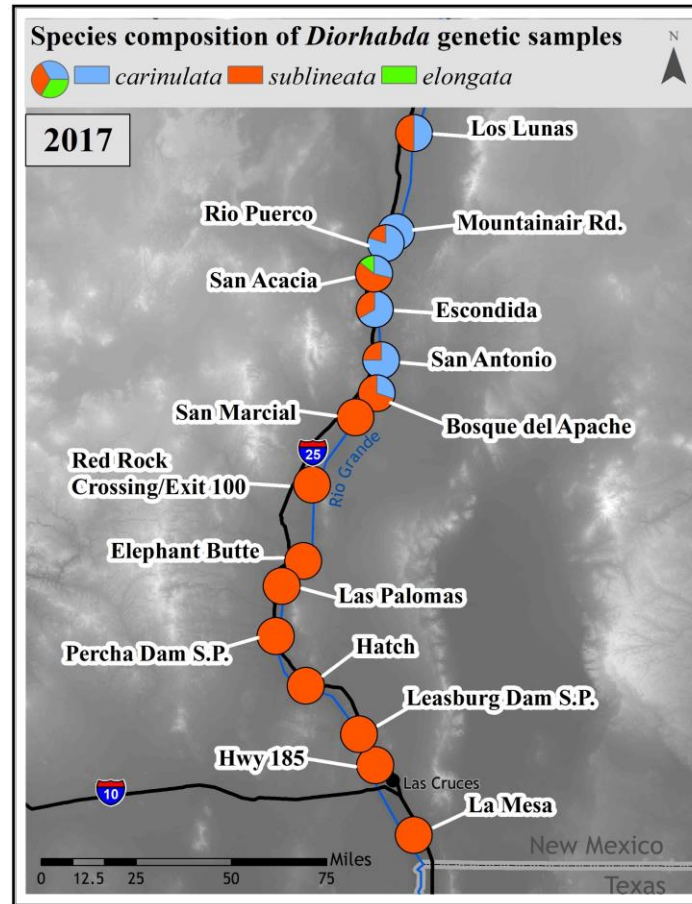 Species composition of Diorhabda genetic samples
carinulata sublineata elongata
N
2017
Los Lunas
Rio Puerco
Mountainair Rd.
San Acacia
Escondida
San Antonio
San Marcial
Bosque del Apache
25
Rio Grande
Red Rock
Crossing/Exit 100
Elephant Butte
Las Palomas
Percha Dam S.P.
Hatch
Leasburg Dam S.P.
Hwy 185
Las Cruces
10
La Mesa
New Mexico
Texas
Miles
0 12.5 25 50 75